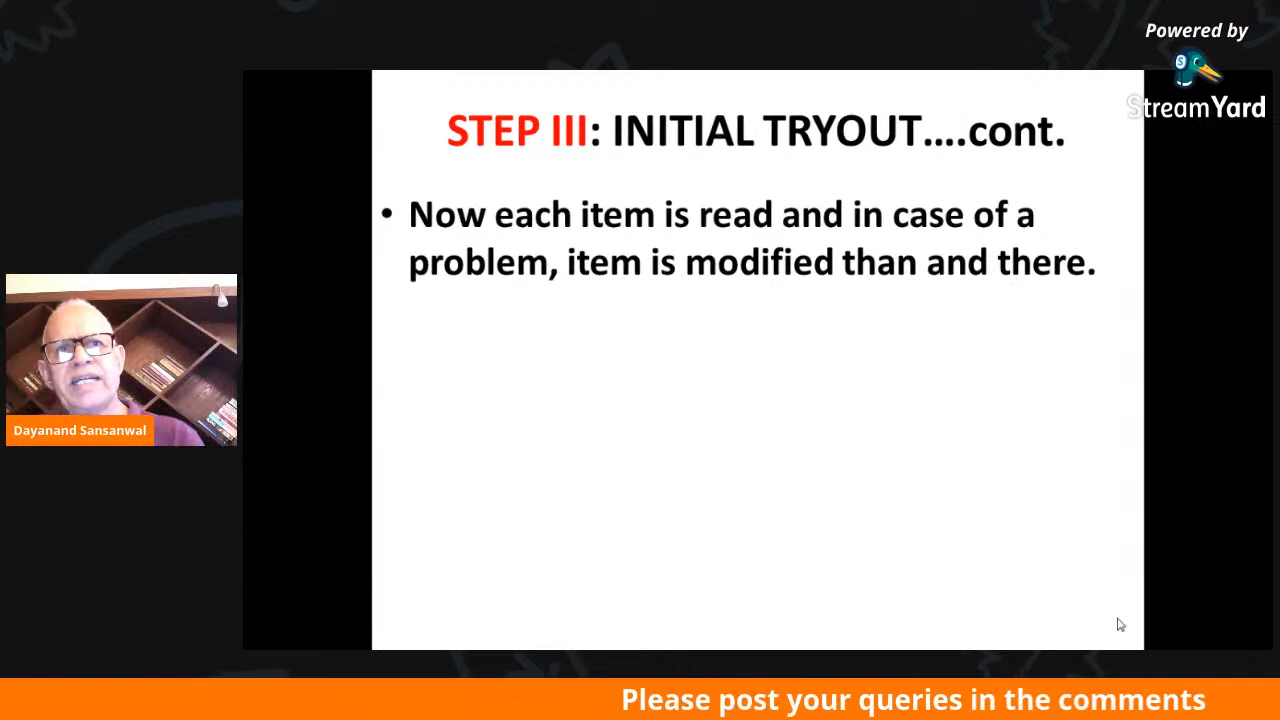 Powered by
StreamYard
STEP III: INITIAL TRYOUT....cont.
• Now each item is read and in case of a
problem, item is modified than and there.
Dayanand Sansanwal
Please post your queries in the comments